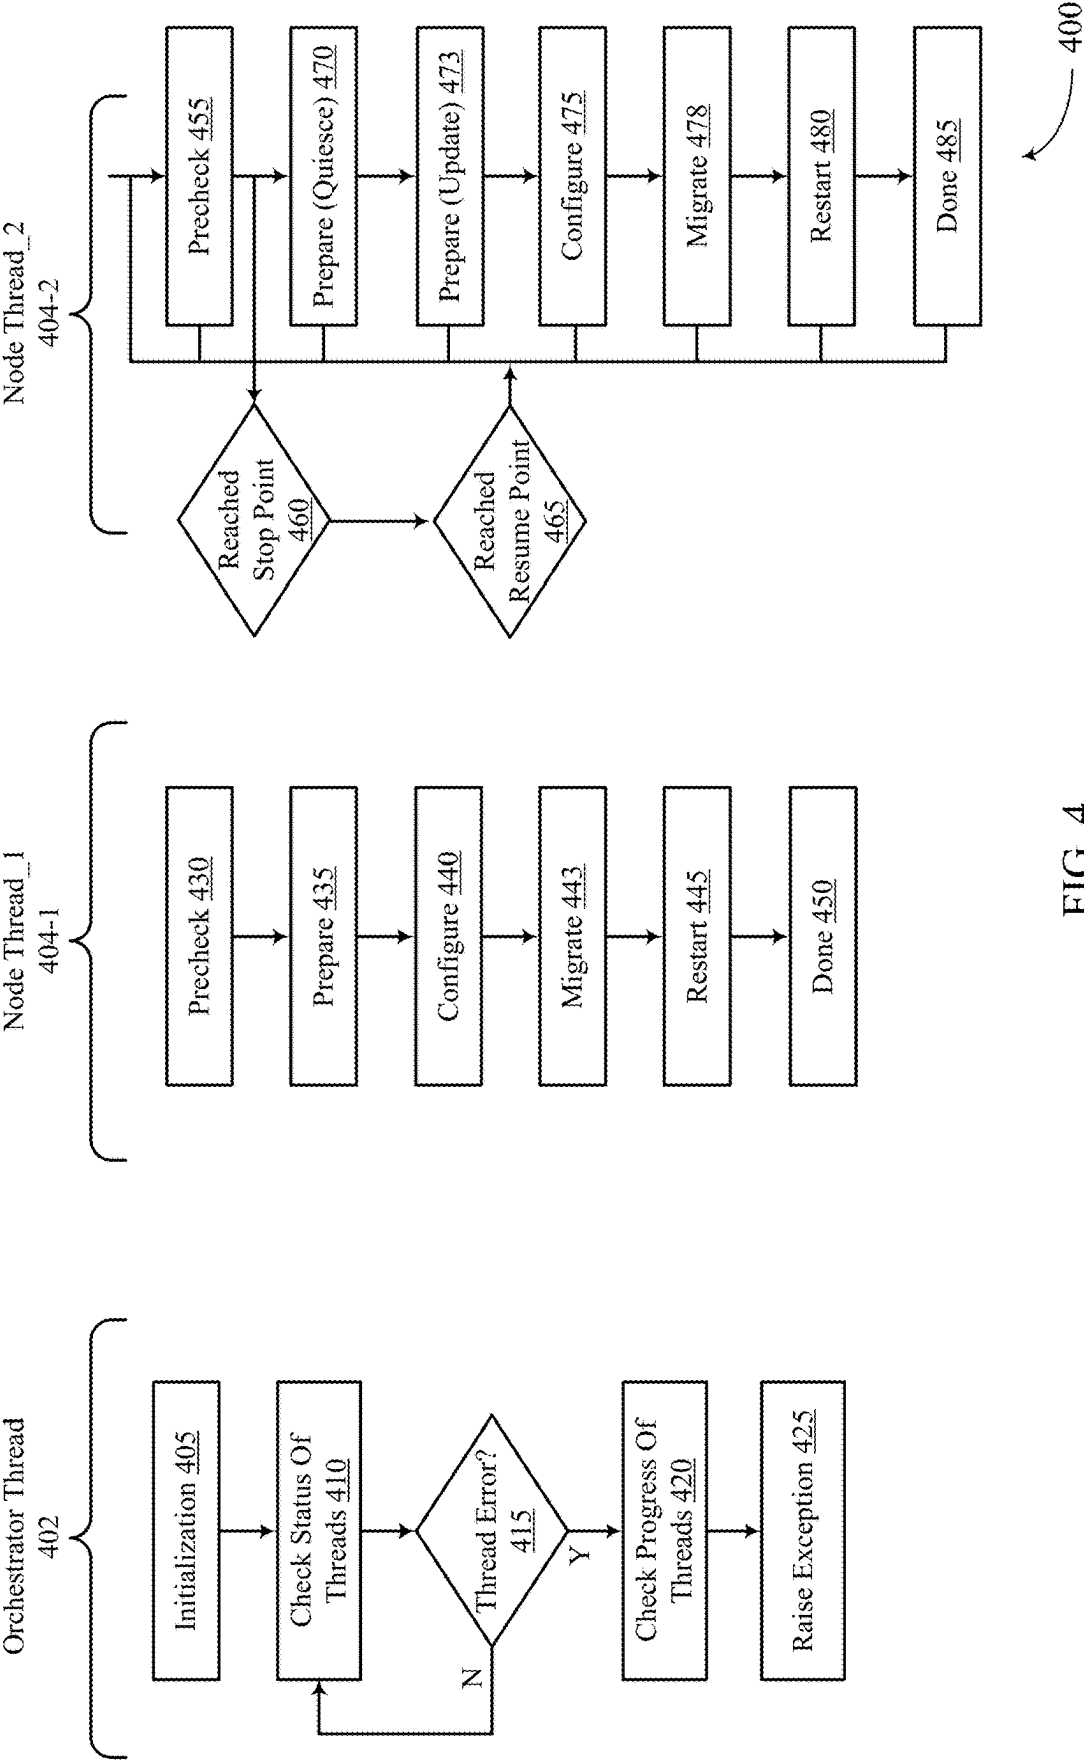 Orchestrator Thread
402
Initialization 405
Check Status Of
Threads 410
Thread Error?
415
N
Y
Check Progress Of
Threads 420
Raise Exception 425
Node Thread_1
404-1
Precheck 430
Prepare 435
Configure 440
Migrate 443
Restart 445
Done 450
Node Thread_2
404-2
Precheck 455
Reached
Stop Point
460
Reached
Resume Point
465
Prepare (Quiesce) 470
Prepare (Update) 473
Configure 475
Migrate 478
Restart 480
Done 485
400
FIG. 4